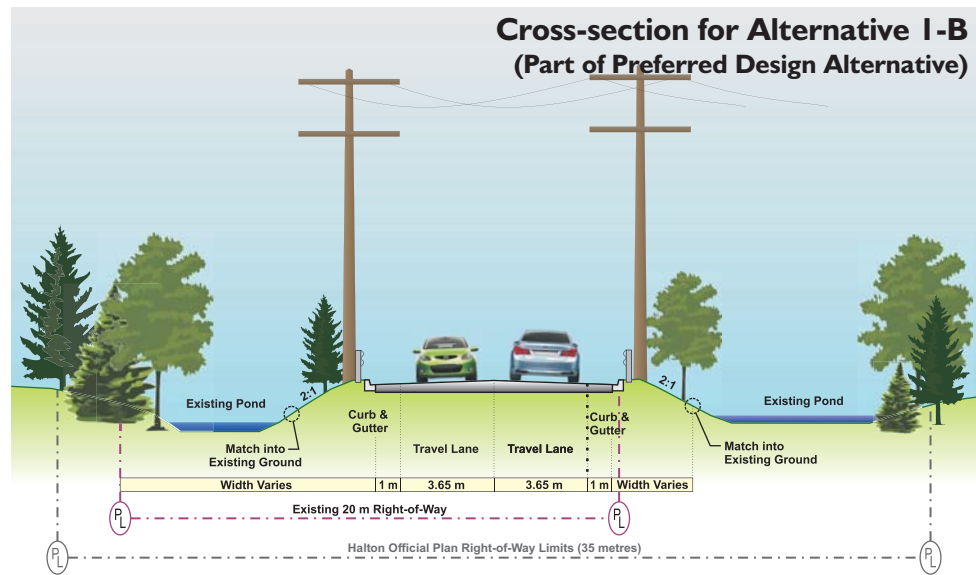 Cross-section for Alternative 1-B
(Part of Preferred Design Alternative)
2:1
2:1
Existing Pond
Existing Pond
Curb &
Gutter
Curb &
Gutter
Match into
Existing Ground
Travel Lane
Travel Lane
Match into
Existing Ground
Width Varies
1 m
3.65 m
3.65 m
1 m
Width Varies
PL
Existing 20 m Right-of-Way
PL
PL
Halton Official Plan Right-of-Way Limits (35 metres)
PL